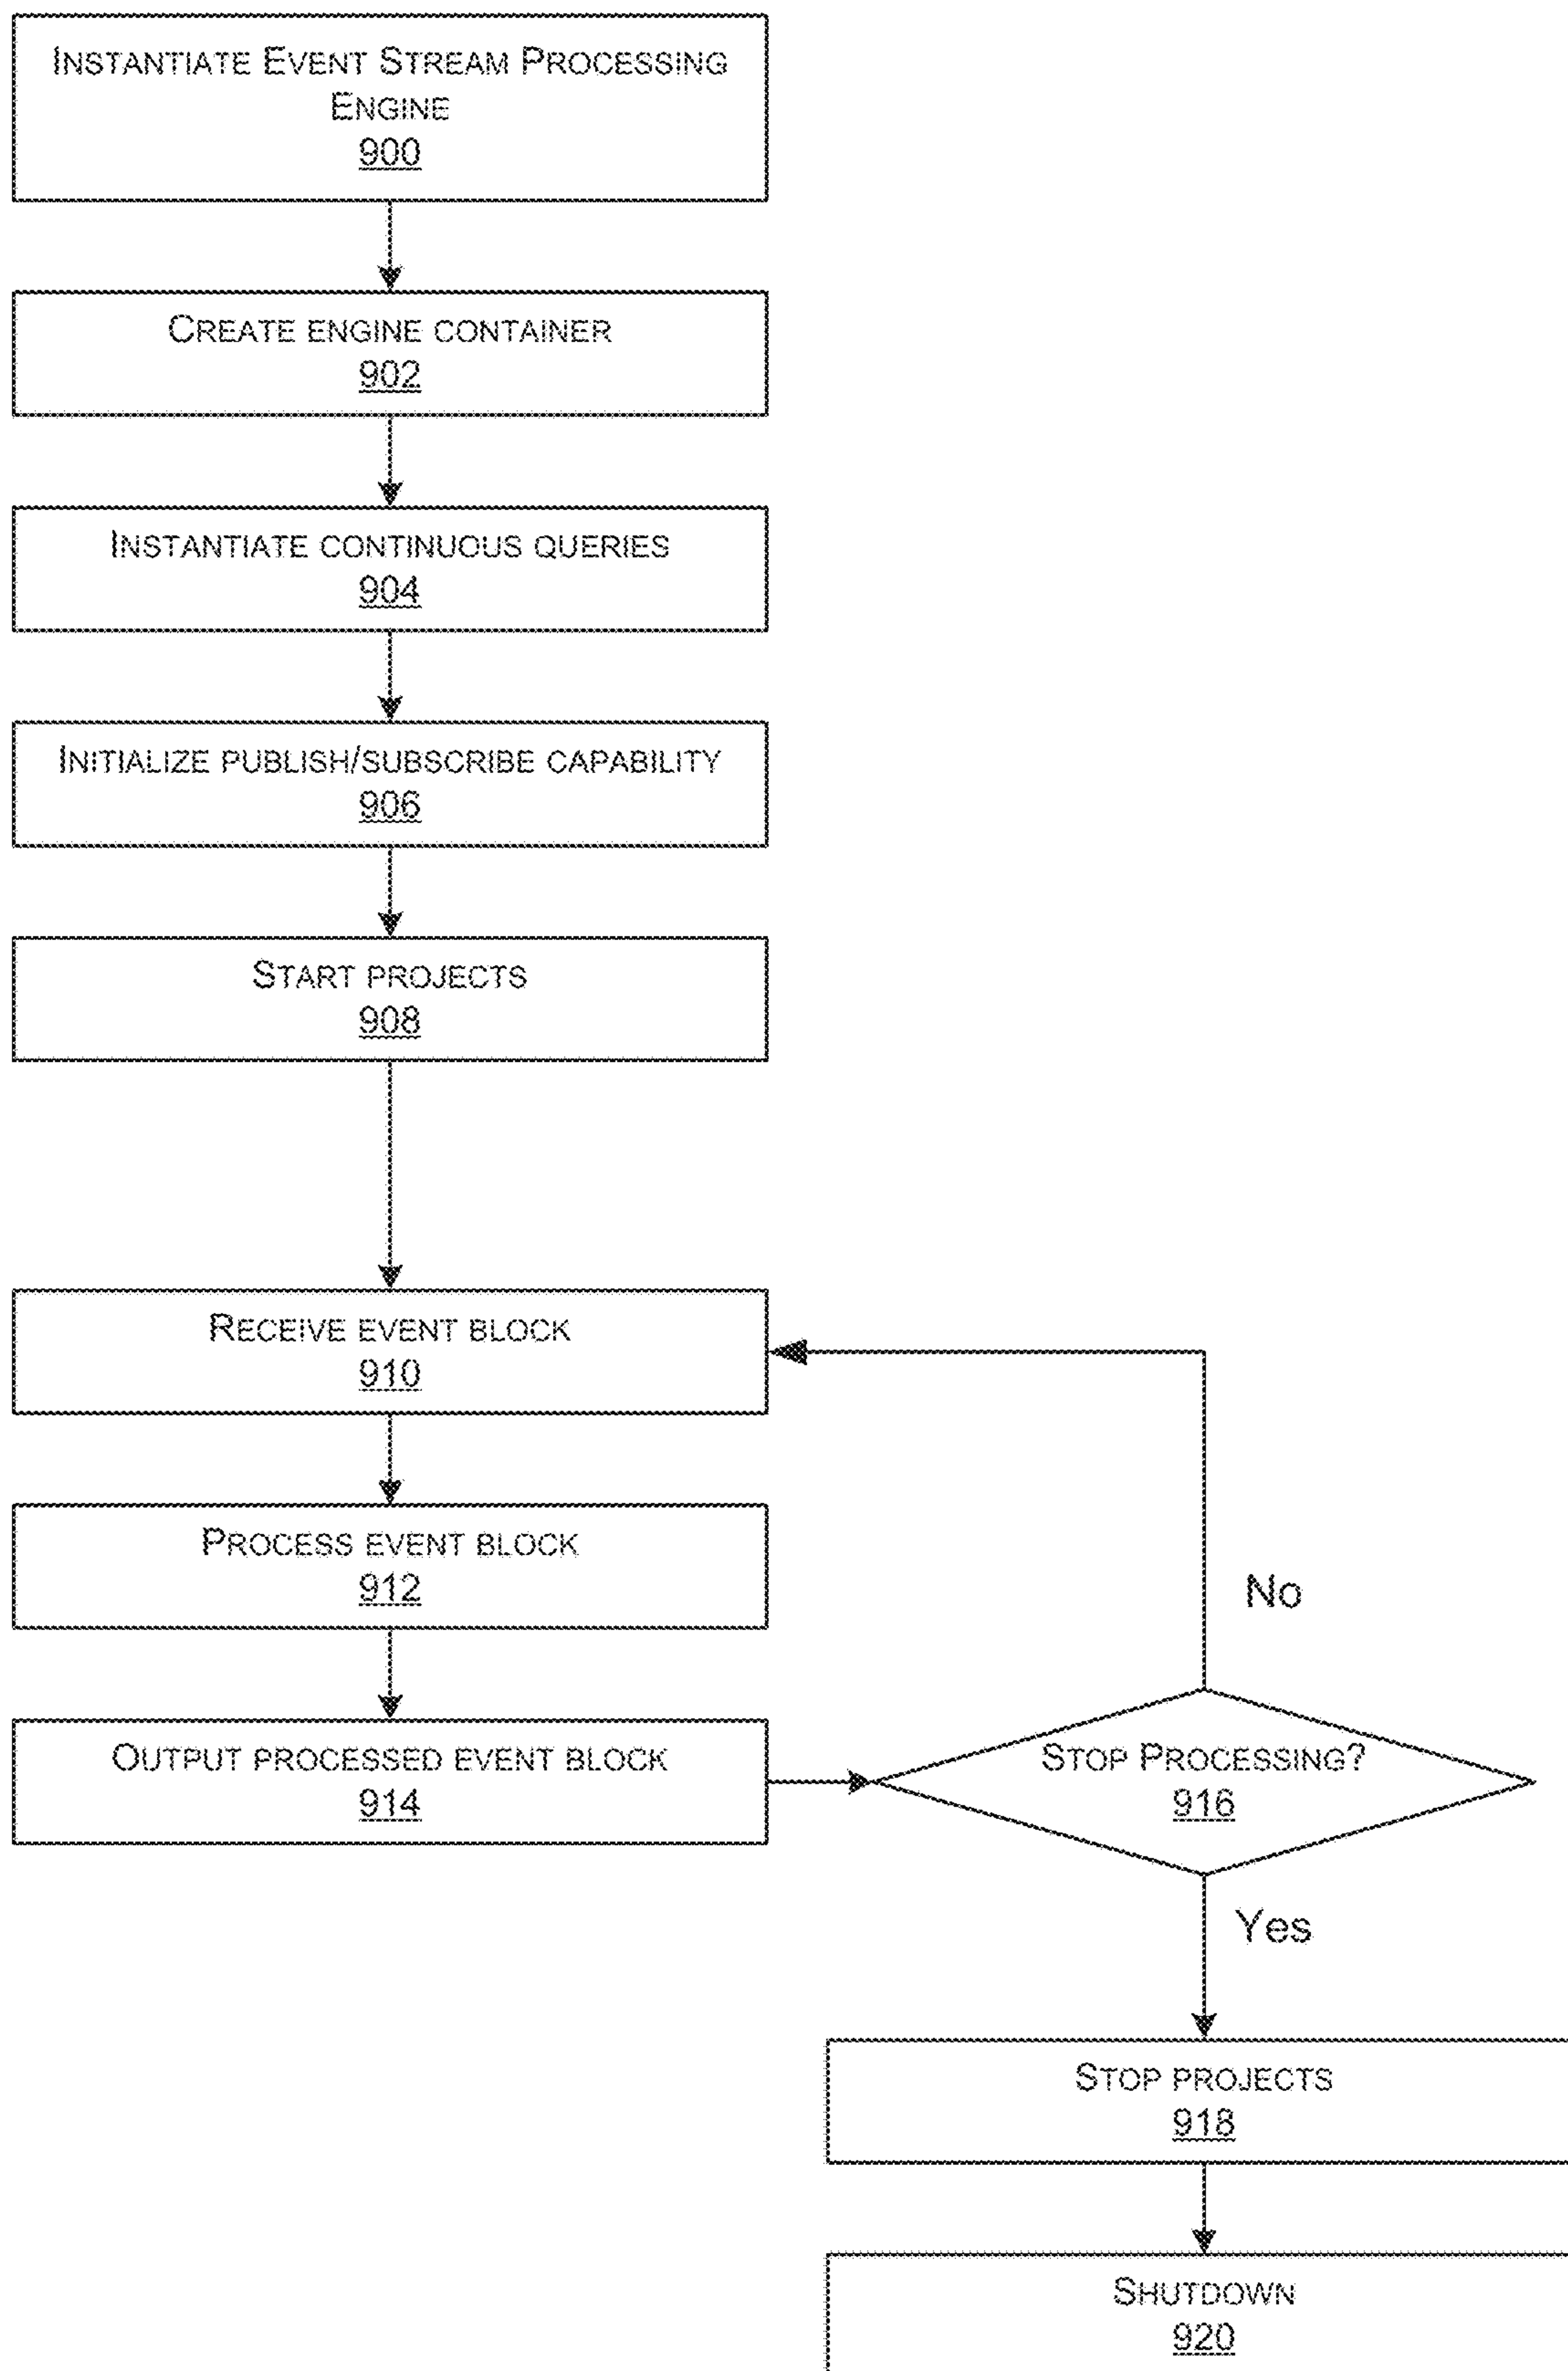 Instantiate Event Stream Processing
Engine
900
Create engine container
902
Instantiate continuous queries
904
Initialize publish/subscribe capability
906
Start projects
908
Receive event block
910
Process event block
912
No
Output processed event block
914
Stop Processing?
916
Yes
Stop projects
918
Shutdown
920